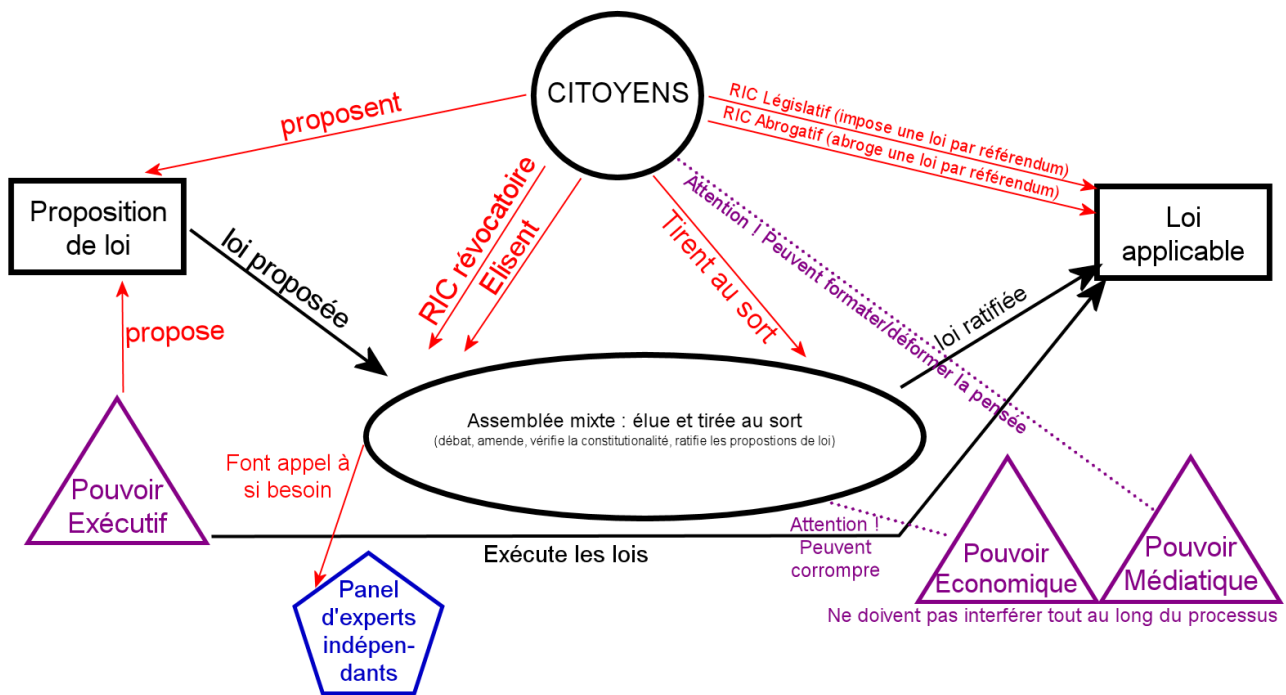 CITOYENS
proposent
RIC Législatif (impose une loi par référendum)
RIC Abrogatif (abroge une loi par référendum)
Proposition
de loi
loi proposée
RIC révocatoire
Elisent
Tirent au sort
Attention ! Peuvent formater/déformer la pensée
Loi
applicable
propose
loi ratifiée
Assemblée mixte : élue et tirée au sort
(débat, amende, vérifie la constitutionalité, ratifie les propostions de loi)
Font appel à
si besoin
Pouvoir
Exécutif
Exécute les lois
Attention !
Peuvent
corrompre
Pouvoir
Economique
Pouvoir
Médiatique
Ne doivent pas interférer tout au long du processus
Panel
d'experts
indépen-
dants